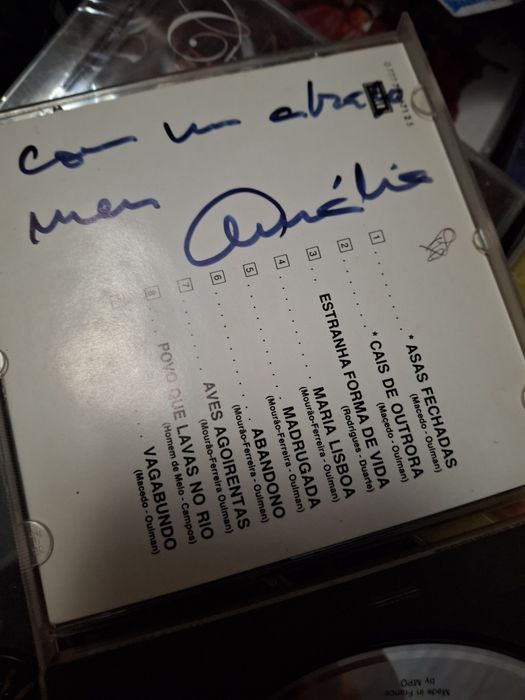 Com um abraço
meu
Amália
1 . . . . . . . . * ASAS FECHADAS
(Macedo - Oulman)
2 . . . . . . . . * CAIS DE OUTRORA
(Macedo - Oulman)
3 . . ESTRANHA FORMA DE VIDA
(Rodrigues - Duarte)
4 . . . . . . . . . . MARIA LISBOA
(Mourão-Ferreira - Oulman)
5 . . . . . . . . . . MADRUGADA
(Mourão-Ferreira - Oulman)
6 . . . . . . . . . . ABANDONO
(Mourão-Ferreira - Oulman)
7 . . . . . . . AVES AGOIRENTAS
(Mourão-Ferreira Oulman)
8 . . . POVO QUE LAVAS NO RIO
(Homem de Melo - Campos)
VAGABUNDO
(Macedo - Oulman)
Made in France
by MPO